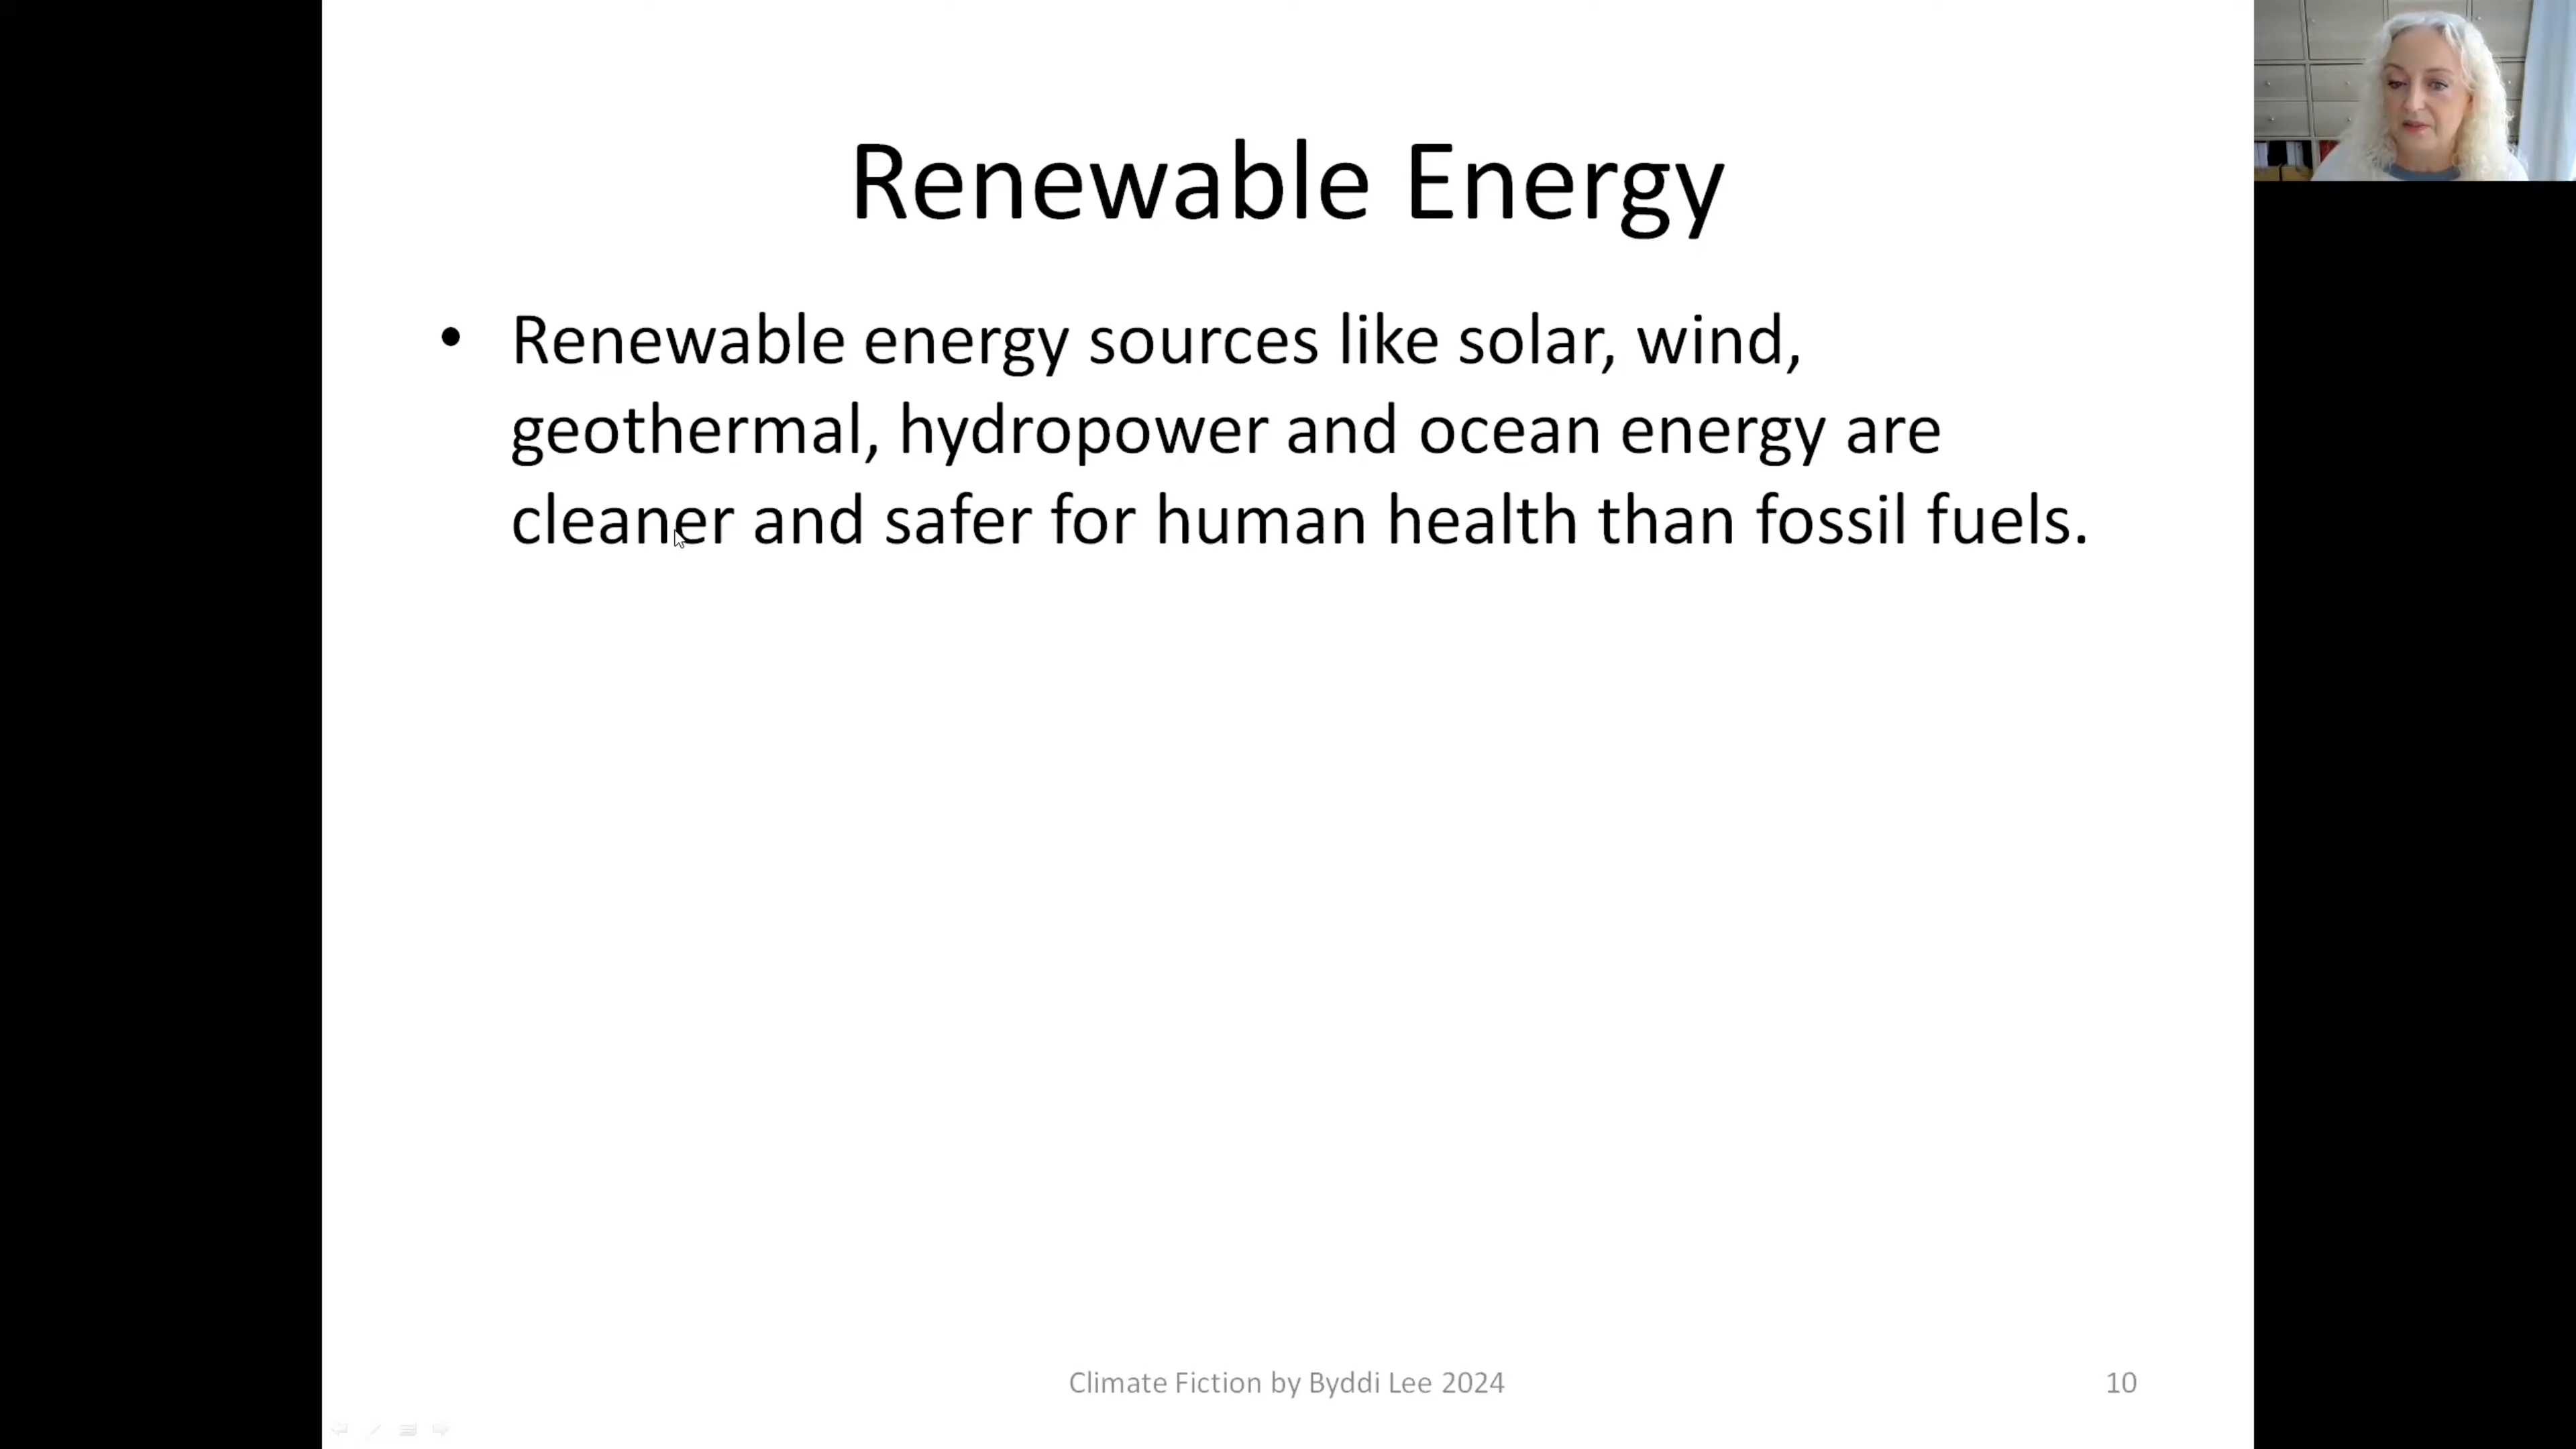 Renewable Energy
• Renewable energy sources like solar, wind,
geothermal, hydropower and ocean energy are
cleaner and safer for human health than fossil fuels.
Climate Fiction by Byddi Lee 2024
10